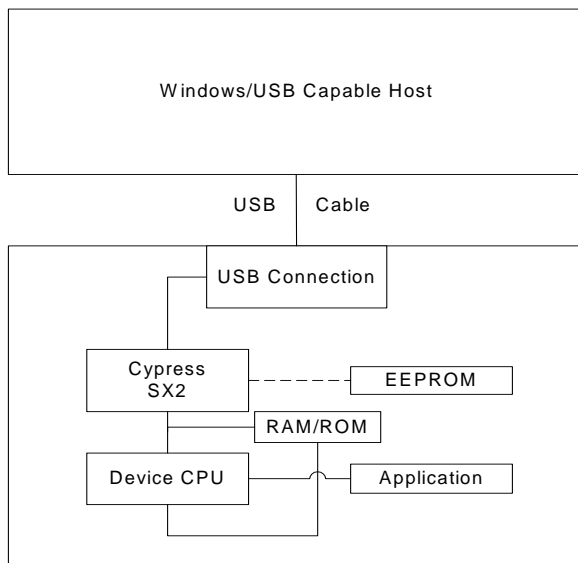 Windows/USB Capable Host
USB Cable
USB Connection
Cypress
SX2
EEPROM
RAM/ROM
Device CPU
Application